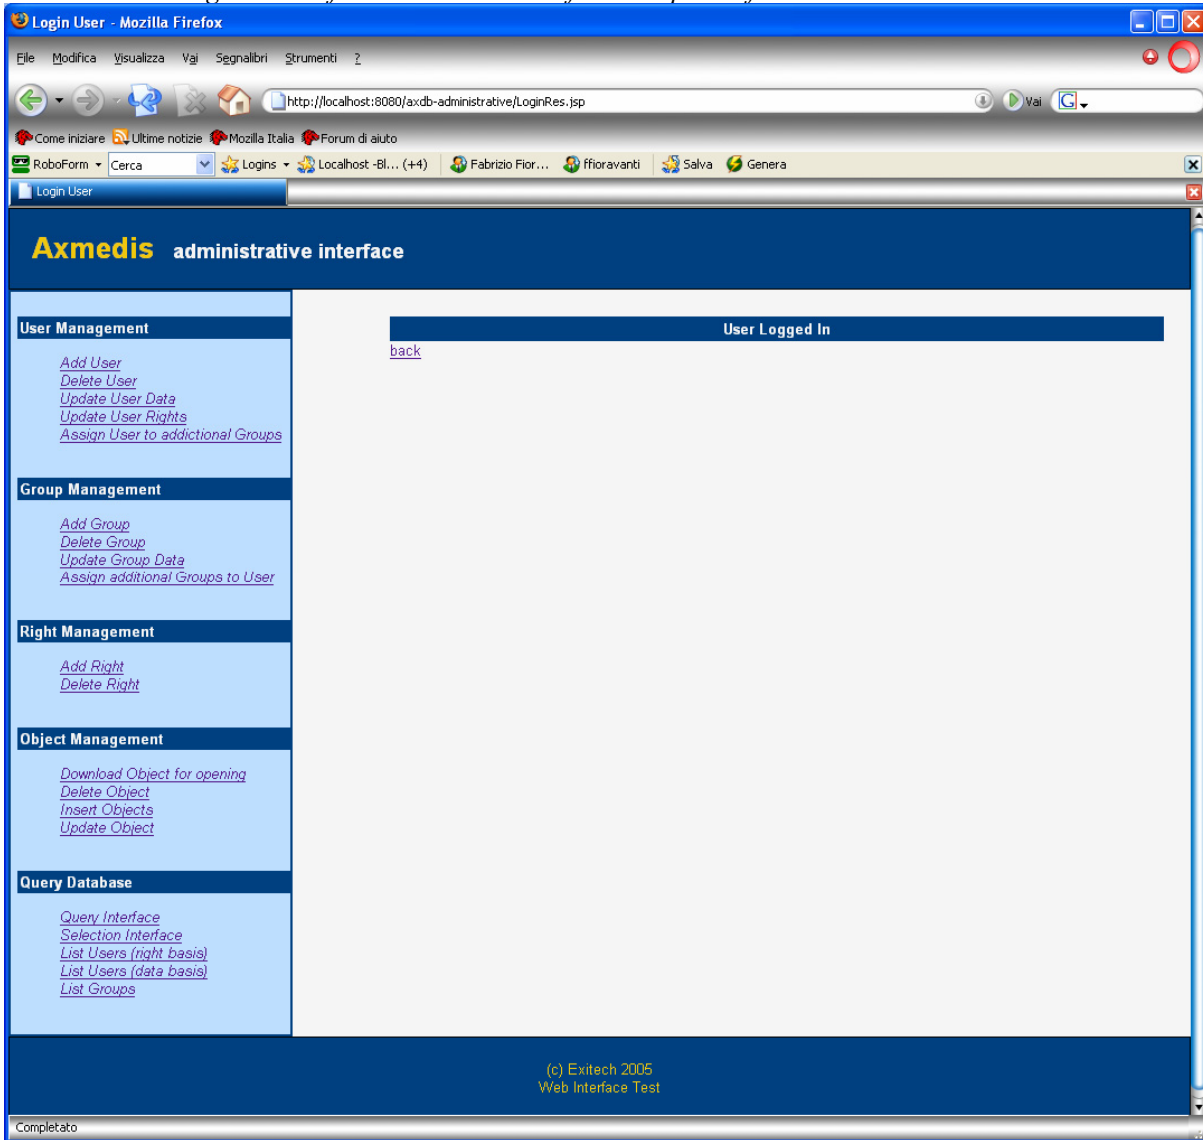 Login User - Mozilla Firefox
File Modifica Visualizza Vai Segnalibri Strumenti ?
http://localhost:8080/axdb-administrative/LoginRes.jsp Vai G
Come iniziare Ultime notizie Mozilla Italia Forum di aiuto
RoboForm Cerca Logins Localhost -Bl... (+4) Fabrizio Fior... ffioravanti Salva Genera
Login User
Axmedis administrative interface
User Management
Add User
Delete User
Update User Data
Update User Rights
Assign User to addictional Groups
Group Management
Add Group
Delete Group
Update Group Data
Assign additional Groups to User
Right Management
Add Right
Delete Right
Object Management
Download Object for opening
Delete Object
Insert Objects
Update Object
Query Database
Query Interface
Selection Interface
List Users (right basis)
List Users (data basis)
List Groups
User Logged In
back
(c) Exitech 2005
Web Interface Test
Completato